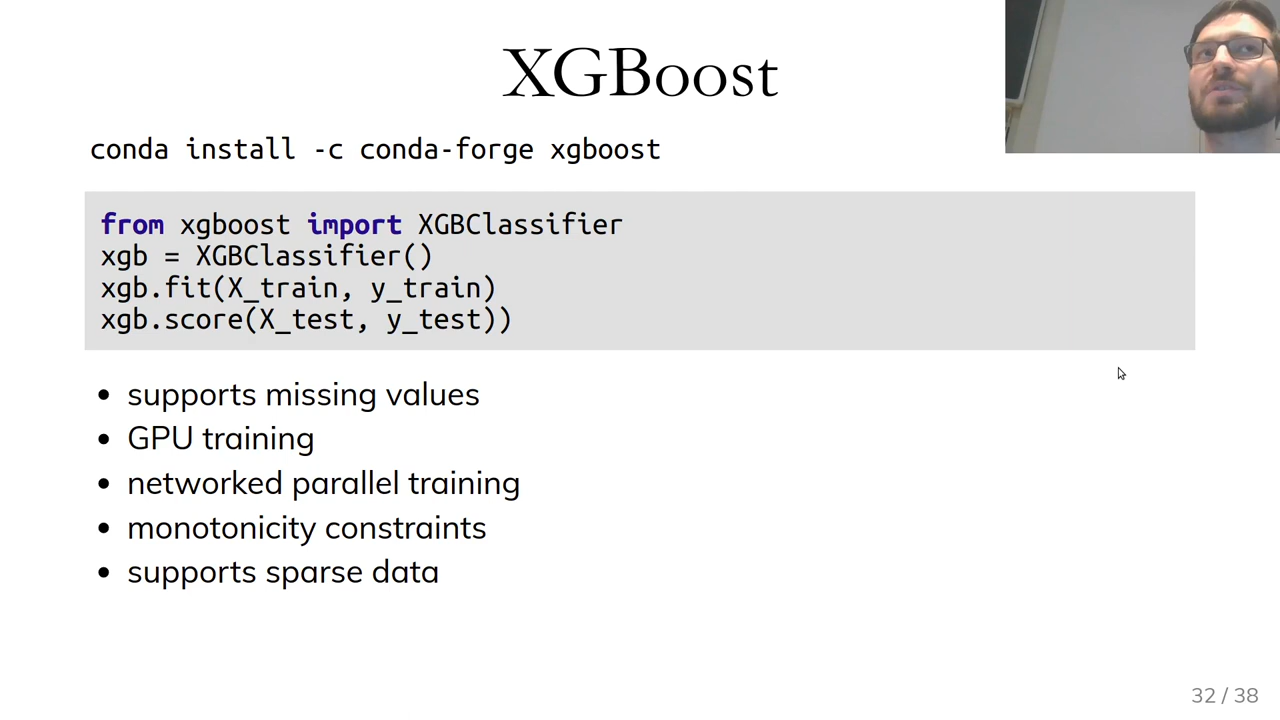 XGBoost
conda install -c conda-forge xgboost
from xgboost import XGBClassifier
xgb = XGBClassifier()
xgb.fit(X_train, y_train)
xgb.score(X_test, y_test))
• supports missing values
• GPU training
• networked parallel training
• monotonicity constraints
• supports sparse data
32 / 38